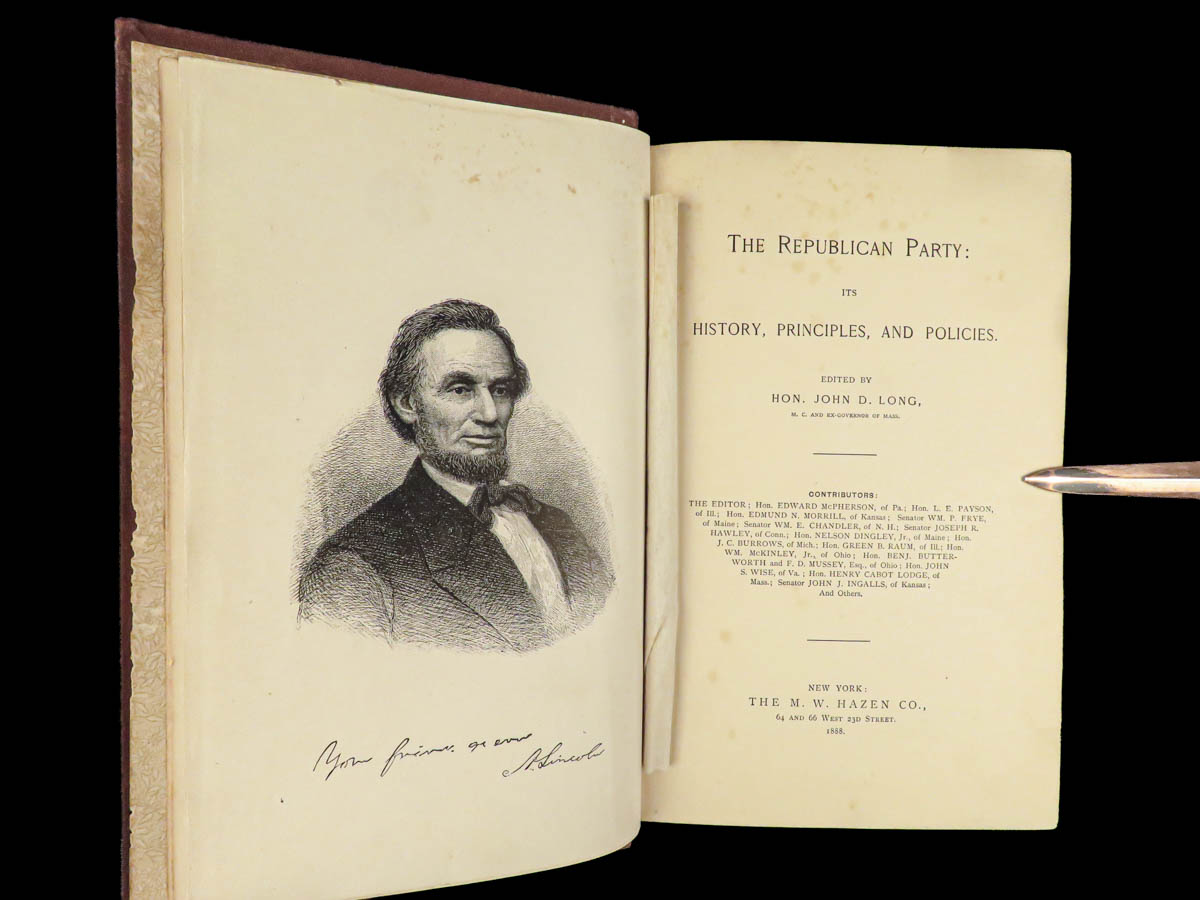 Your friend, as ever
A. Lincoln
THE REPUBLICAN PARTY:
ITS
HISTORY, PRINCIPLES, AND POLICIES.
EDITED BY
HON. JOHN D. LONG,
M. C. AND EX-GOVERNOR OF MASS.
CONTRIBUTORS:
THE EDITOR; Hon. EDWARD McPHERSON, of Pa.; Hon. L. E. PAYSON,
of Ill.; Hon. EDMUND N. MORRILL, of Kansas; Senator WM. P. FRYE,
of Maine; Senator WM. E. CHANDLER, of N. H.; Senator JOSEPH R.
HAWLEY, of Conn.; Hon. NELSON DINGLEY, Jr., of Maine; Hon.
J. C. BURROWS, of Mich.; Hon. GREEN B. RAUM, of Ill.; Hon.
WM. McKINLEY, Jr., of Ohio; Hon. BENJ. BUTTER-
WORTH and F. D. MUSSEY, Esq., of Ohio; Hon. JOHN
S. WISE, of Va.; Hon. HENRY CABOT LODGE, of
Mass.; Senator JOHN J. INGALLS, of Kansas;
And Others.
NEW YORK:
THE M. W. HAZEN CO.,
64 AND 66 WEST 23D STREET.
1888.